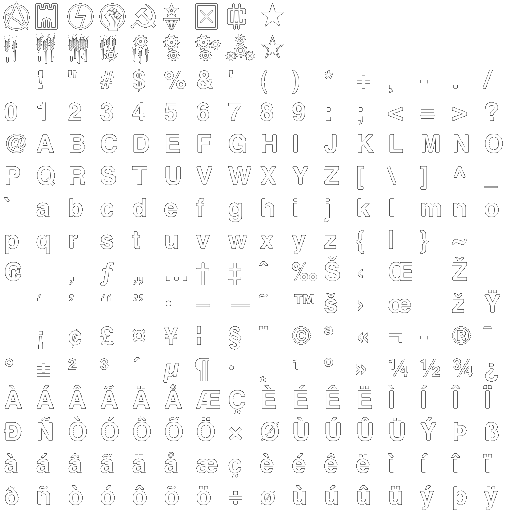 ! " # $ % & ' ( ) * + , - . /
0 1 2 3 4 5 6 7 8 9 : ; < = > ?
@ A B C D E F G H I J K L M N O
P Q R S T U V W X Y Z [ \ ] ^ _
` a b c d e f g h i j k l m n o
p q r s t u v w x y z { | } ~
@ ‚ ƒ „ … † ‡ ˆ ‰ Š ‹ Œ Ž
‘ ’ “ ” • – — ˜ ™ š › œ ž Ÿ
¡ ¢ £ ¤ ¥ ¦ § ¨ © ª « ¬ - ® ¯
° ± ² ³ ´ µ ¶ · ¸ ¹ º » ¼ ½ ¾ ¿
À Á Â Ã Ä Å Æ Ç È É Ê Ë Ì Í Î Ï
Ð Ñ Ò Ó Ô Õ Ö × Ø Ù Ú Û Ü Ý Þ ß
à á â ã ä å æ ç è é ê ë ì í î ï
ð ñ ò ó ô õ ö ÷ ø ù ú û ü ý þ ÿ